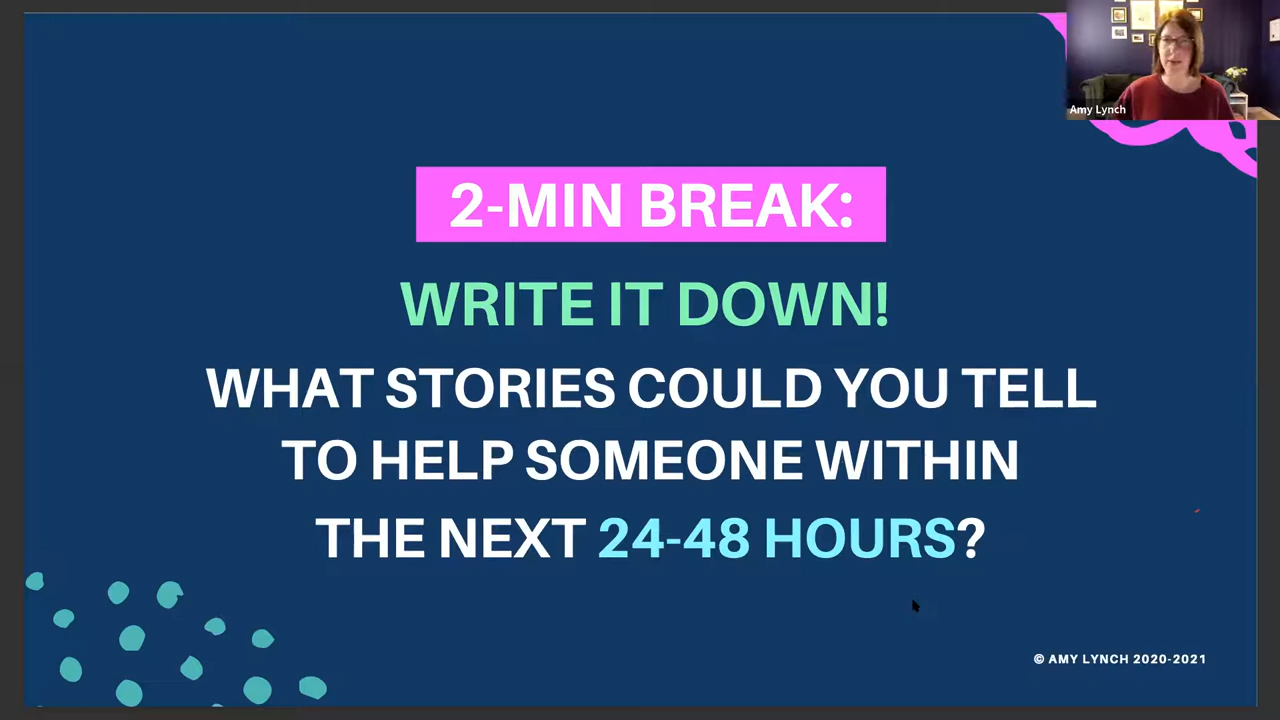 Amy Lynch
2-MIN BREAK:
WRITE IT DOWN!
WHAT STORIES COULD YOU TELL
TO HELP SOMEONE WITHIN
THE NEXT 24-48 HOURS?
© AMY LYNCH 2020-2021